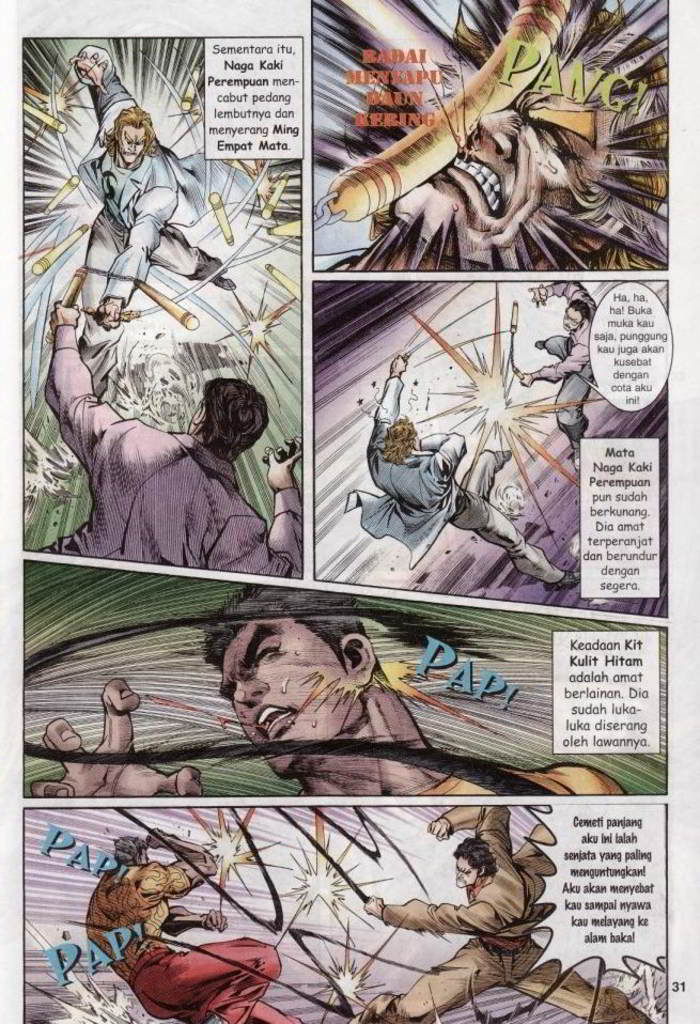 Sementara itu,
Naga Kaki
Perempuan men-
cabut pedang
lembutnya dan
menyerang Ming
Empat Mata.
BADAI
MENYAPU
DAUN
KERING
PANG!
Ha, ha,
ha! Buka
muka kau
saja, punggung
kau juga akan
kusebat
dengan
cota aku
ini!
Mata
Naga Kaki
Perempuan
pun sudah
berkunang.
Dia amat
terperanjat
dan berundur
dengan
segera.
PAP!
Keadaan Kit
Kulit Hitam
adalah amat
berlainan. Dia
sudah luka-
luka diserang
oleh lawannya.
PAP!
PAP!
Cemeti panjang
aku ini ialah
senjata yang paling
menguntungkan!
Aku akan menyebat
kau sampai nyawa
kau melayang ke
alam baka!
31